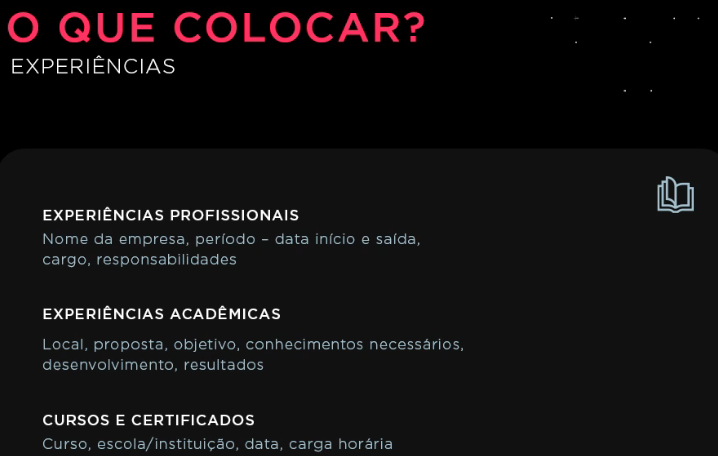 O QUE COLOCAR?
EXPERIÊNCIAS
EXPERIÊNCIAS PROFISSIONAIS
Nome da empresa, período – data início e saída,
cargo, responsabilidades
EXPERIÊNCIAS ACADÊMICAS
Local, proposta, objetivo, conhecimentos necessários,
desenvolvimento, resultados
CURSOS E CERTIFICADOS
Curso, escola/instituição, data, carga horária